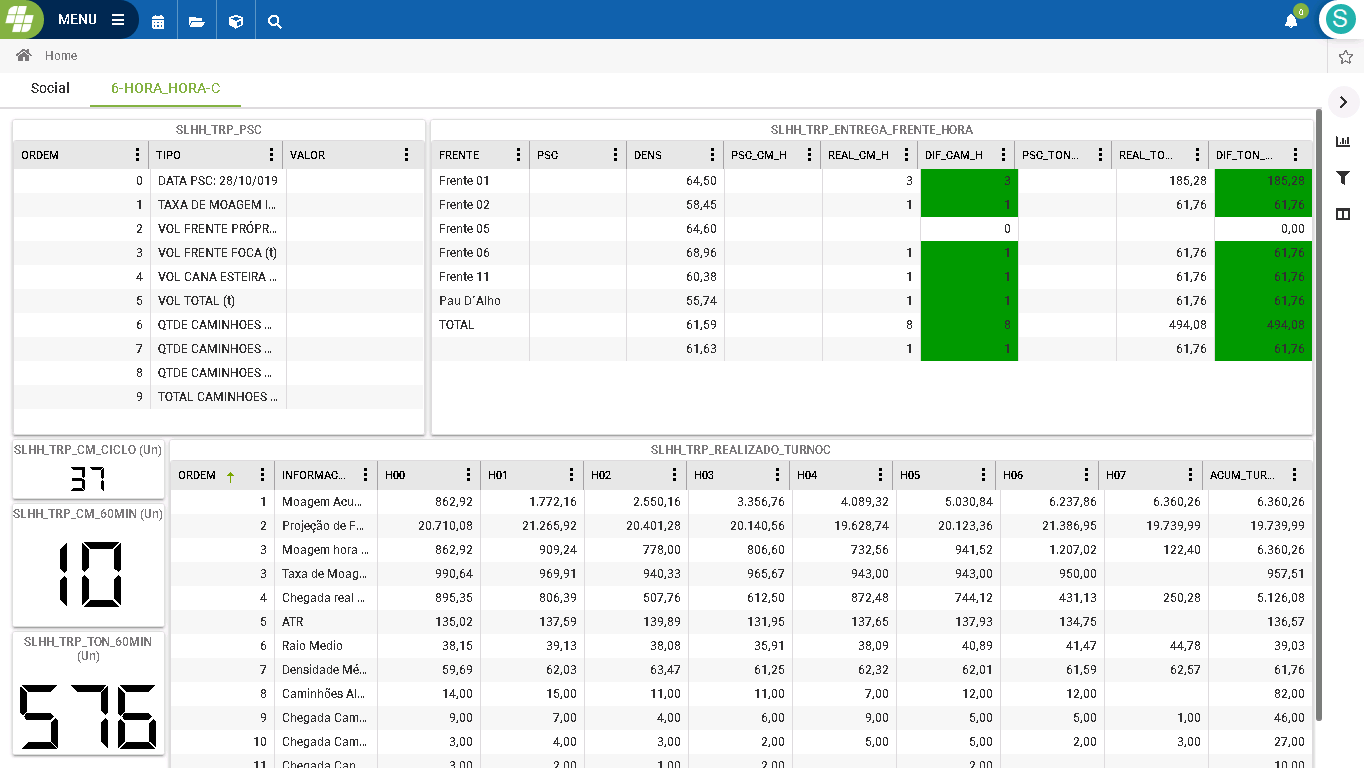 MENU
0
S
Home
Social 6-HORA_HORA-C
SLHH_TRP_PSC
ORDEM TIPO VALOR
0 DATA PSC: 28/10/019
1 TAXA DE MOAGEM I...
2 VOL FRENTE PRÓPR...
3 VOL FRENTE FOCA (t)
4 VOL CANA ESTEIRA ...
5 VOL TOTAL (t)
6 QTDE CAMINHOES ...
7 QTDE CAMINHOES ...
8 QTDE CAMINHOES ...
9 TOTAL CAMINHOES ...
SLHH_TRP_ENTREGA_FRENTE_HORA
FRENTE PSC DENS PSC_CM_H REAL_CM_H DIF_CAM_H PSC_TON... REAL_TO... DIF_TON_...
Frente 01 64,50 3 3 185,28 185,28
Frente 02 58,45 1 1 61,76 61,76
Frente 05 64,60 0 0,00
Frente 06 68,96 1 1 61,76 61,76
Frente 11 60,38 1 1 61,76 61,76
Pau D´Alho 55,74 1 1 61,76 61,76
TOTAL 61,59 8 8 494,08 494,08
61,63 1 1 61,76 61,76
SLHH_TRP_CM_CICLO (Un)
37
SLHH_TRP_CM_60MIN (Un)
10
SLHH_TRP_TON_60MIN
(Un)
576
SLHH_TRP_REALIZADO_TURNOC
ORDEM INFORMAC... H00 H01 H02 H03 H04 H05 H06 H07 ACUM_TUR...
1 Moagem Acu... 862,92 1.772,16 2.550,16 3.356,76 4.089,32 5.030,84 6.237,86 6.360,26 6.360,26
2 Projeção de F... 20.710,08 21.265,92 20.401,28 20.140,56 19.628,74 20.123,36 21.386,95 19.739,99 19.739,99
3 Moagem hora ... 862,92 909,24 778,00 806,60 732,56 941,52 1.207,02 122,40 6.360,26
3 Taxa de Moag... 990,64 969,91 940,33 965,67 943,00 943,00 950,00 957,51
4 Chegada real ... 895,35 806,39 507,76 612,50 872,48 744,12 431,13 250,28 5.126,08
5 ATR 135,02 137,59 139,89 131,95 137,65 137,93 134,75 136,57
6 Raio Medio 38,15 39,13 38,08 35,91 38,09 40,89 41,47 44,78 39,03
7 Densidade Mé... 59,69 62,03 63,47 61,25 62,32 62,01 61,59 62,57 61,76
8 Caminhões Al... 14,00 15,00 11,00 11,00 7,00 12,00 12,00 82,00
9 Chegada Cam... 9,00 7,00 4,00 6,00 9,00 5,00 5,00 1,00 46,00
10 Chegada Cam... 3,00 4,00 3,00 2,00 5,00 5,00 2,00 3,00 27,00
11 Chegada Can... 3,00 2,00 1,00 2,00 2,00 10,00